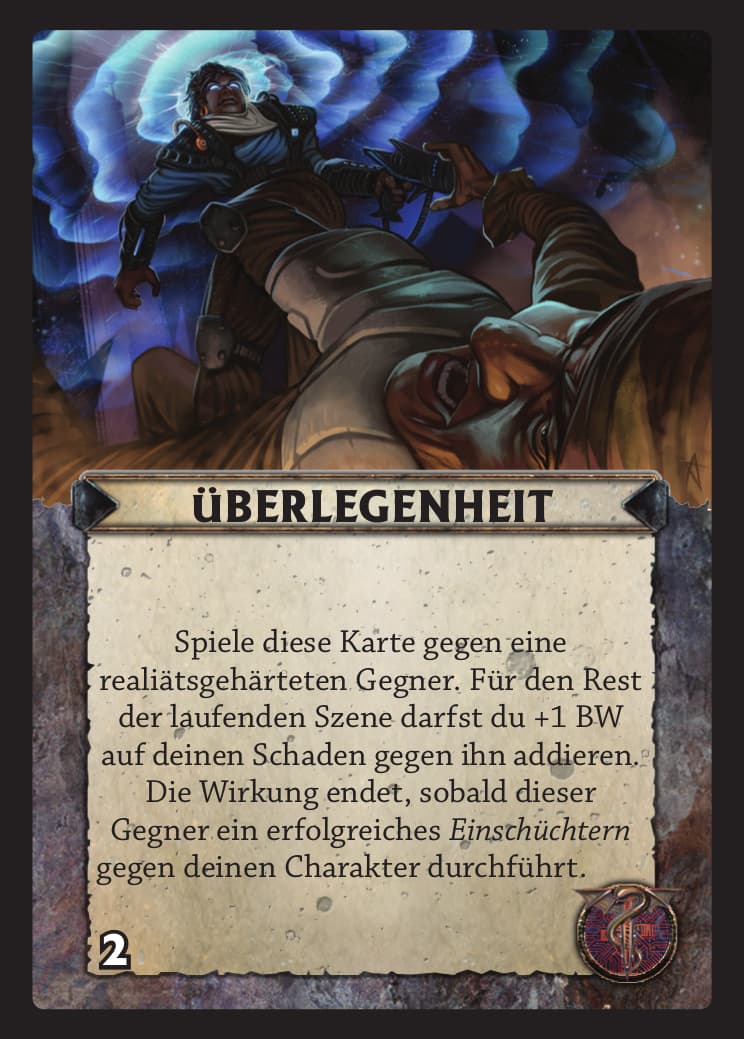 ÜBERLEGENHEIT
Spiele diese Karte gegen eine
realiätsgehärteten Gegner. Für den Rest
der laufenden Szene darfst du +1 BW
auf deinen Schaden gegen ihn addieren.
Die Wirkung endet, sobald dieser
Gegner ein erfolgreiches Einschüchtern
gegen deinen Charakter durchführt.
2